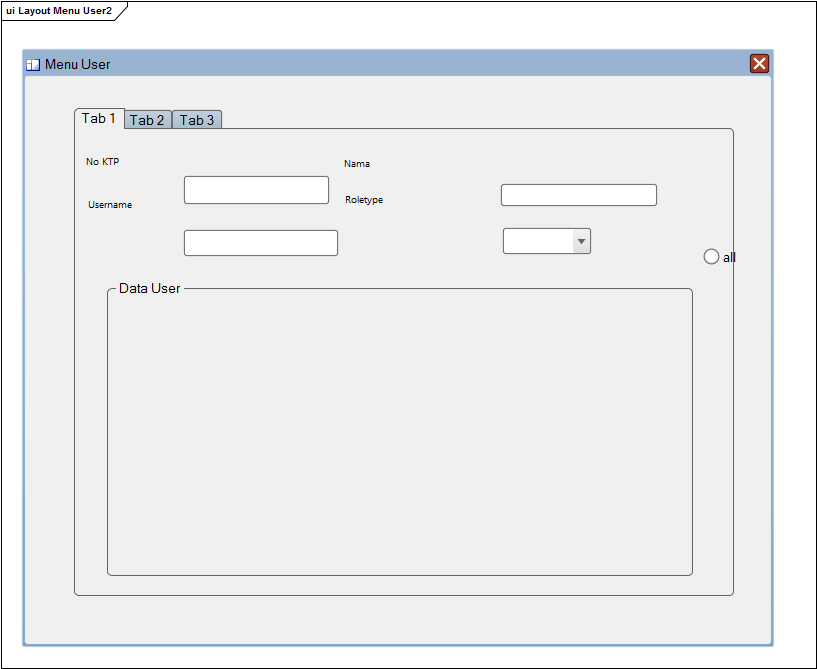 ui Layout Menu User2
Menu User
Tab 1 Tab 2 Tab 3
No KTP Nama
Username Roletype
all
Data User